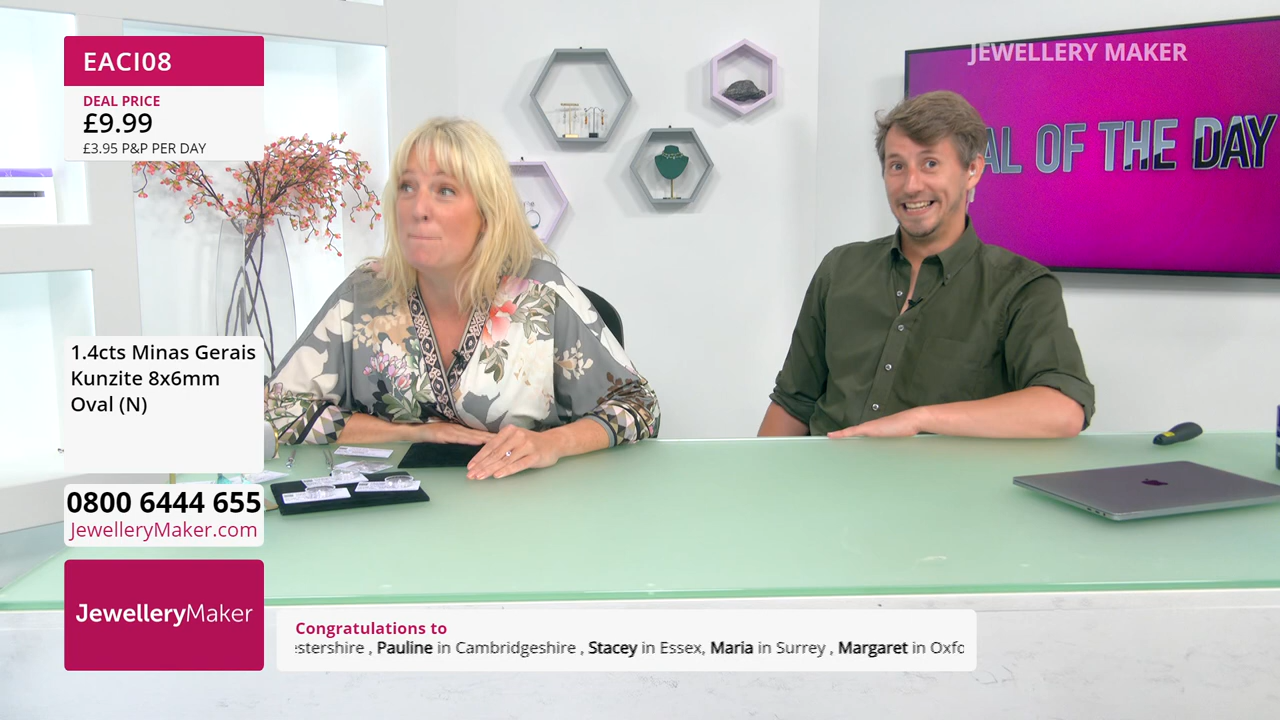 EACI08
DEAL PRICE
£9.99
£3.95 P&P PER DAY
JEWELLERY MAKER
AL OF THE DAY
1.4cts Minas Gerais
Kunzite 8x6mm
Oval (N)
0800 6444 655
JewelleryMaker.com
JewelleryMaker
Congratulations to
estershire , Pauline in Cambridgeshire , Stacey in Essex, Maria in Surrey , Margaret in Oxfo